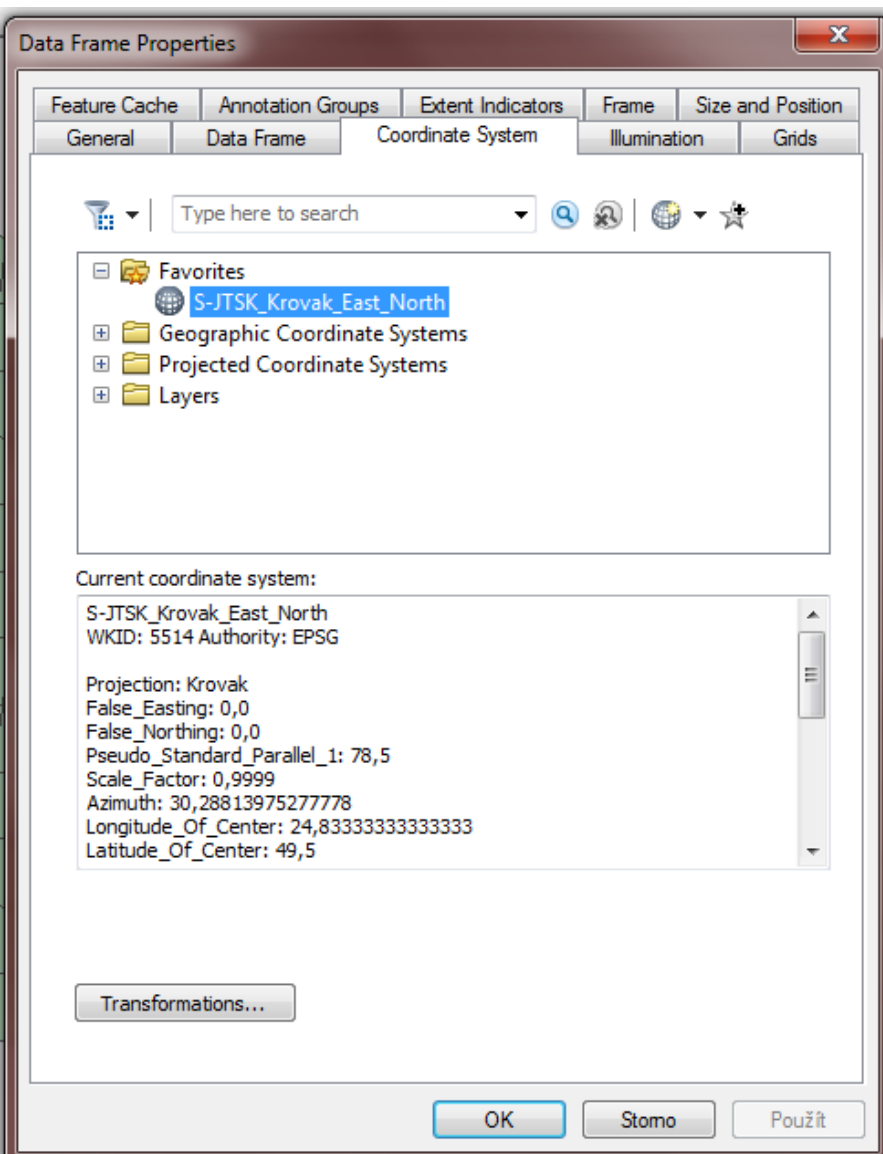 Data Frame Properties
Feature Cache Annotation Groups Extent Indicators Frame Size and Position
General Data Frame Coordinate System Illumination Grids
Type here to search
Favorites
S-JTSK_Krovak_East_North
Geographic Coordinate Systems
Projected Coordinate Systems
Layers
Current coordinate system:
S-JTSK_Krovak_East_North
WKID: 5514 Authority: EPSG
Projection: Krovak
False_Easting: 0,0
False_Northing: 0,0
Pseudo_Standard_Parallel_1: 78,5
Scale_Factor: 0,9999
Azimuth: 30,28813975277778
Longitude_Of_Center: 24,83333333333333
Latitude_Of_Center: 49,5
Transformations...
OK Storno Použít